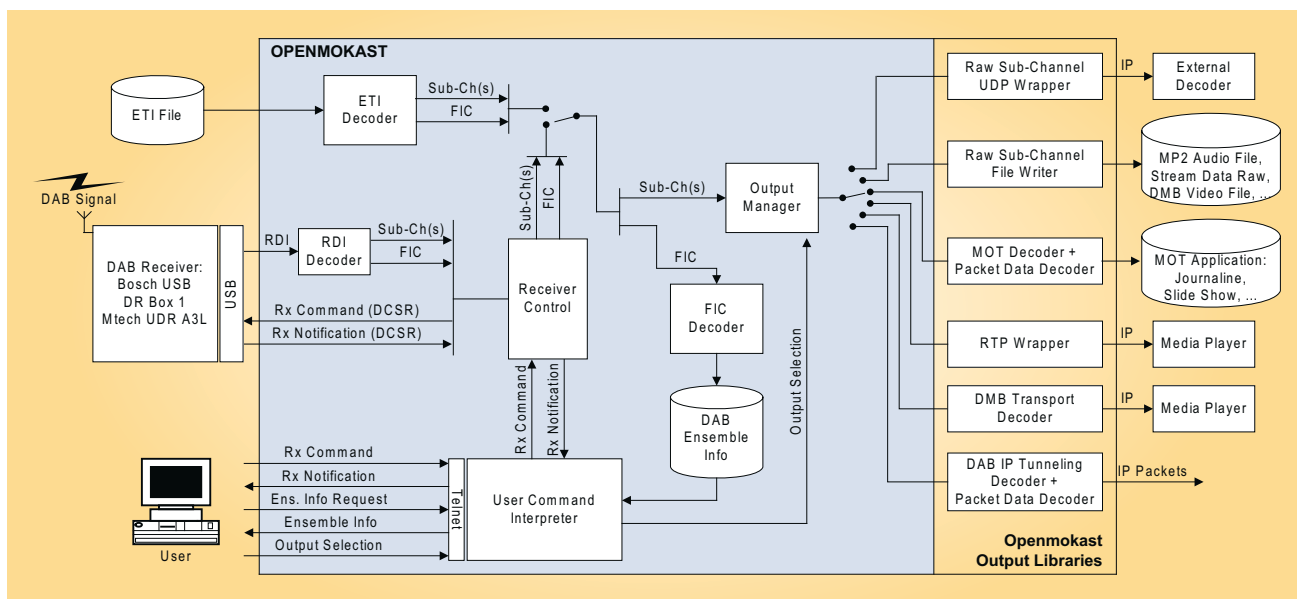 OPENMOKAST
ETI File
ETI
Decoder
Sub-Ch(s)
FIC
DAB Signal
DAB Receiver:
Bosch USB
DR Box 1
Mtech UDR A3L
USB
RDI
RDI
Decoder
Sub-Ch(s)
FIC
Rx Command (DCSR)
Rx Notification (DCSR)
Sub-Ch(s)
FIC
Receiver
Control
Rx Command
Rx Notification
Sub-Ch(s)
FIC
FIC
Decoder
DAB
Ensemble
Info
Output
Manager
Output Selection
User
Rx Command
Rx Notification
Ens. Info Request
Ensemble Info
Output Selection
Telnet
User Command
Interpreter
Raw Sub-Channel
UDP Wrapper
IP
External
Decoder
Raw Sub-Channel
File Writer
MP2 Audio File,
Stream Data Raw,
DMB Video File, ...
MOT Decoder +
Packet Data Decoder
MOT Application:
Journaline,
Slide Show, ...
RTP Wrapper
IP
Media Player
DMB Transport
Decoder
IP
Media Player
DAB IP Tunneling
Decoder +
Packet Data Decoder
IP Packets
Openmokast
Output Libraries